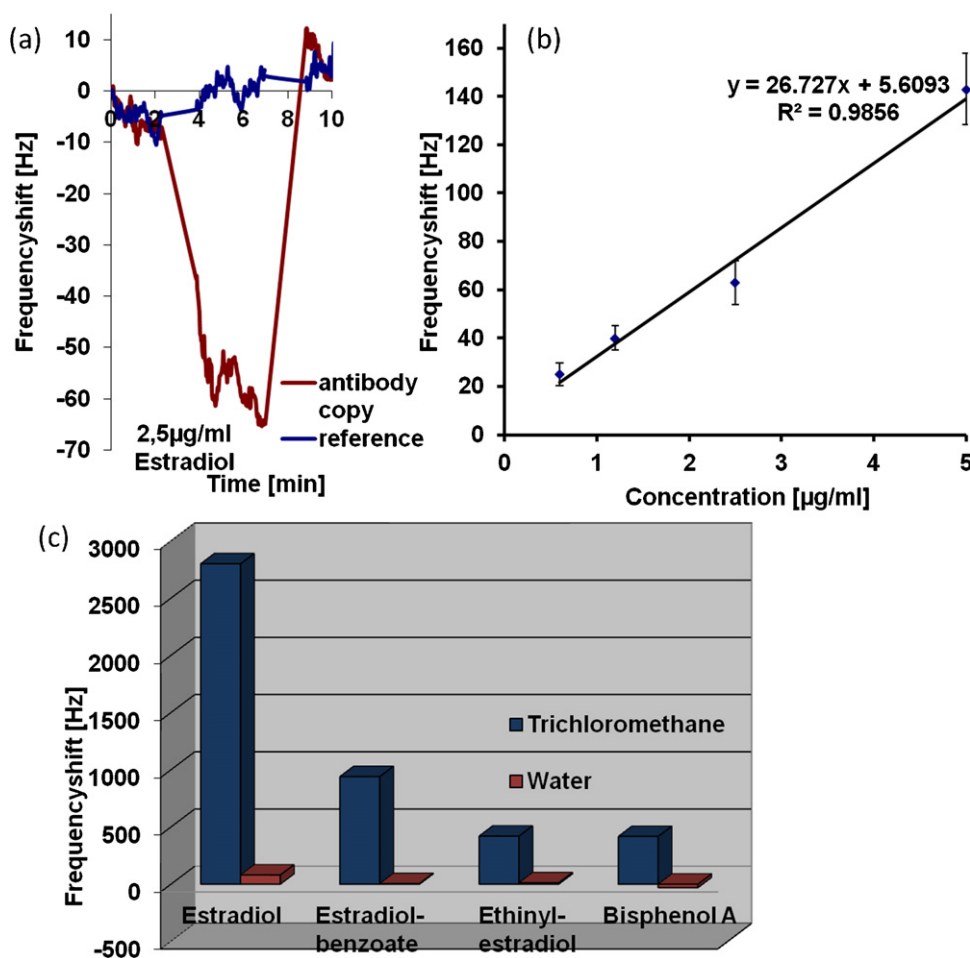 (a)
Frequencyshift [Hz]
10
0
-10
-20
-30
-40
-50
-60
-70
0 2 4 6 8 10
antibody
copy
reference
2,5µg/ml
Estradiol
Time [min]
(b)
Frequencyshift [Hz]
160
140
120
100
80
60
40
20
0
y = 26.727x + 5.6093
R² = 0.9856
0 1 2 3 4 5
Concentration [µg/ml]
(c)
Frequencyshift [Hz]
3000
2500
2000
1500
1000
500
0
-500
Trichloromethane
Water
Estradiol
Estradiol-
benzoate
Ethinyl-
estradiol
Bisphenol A